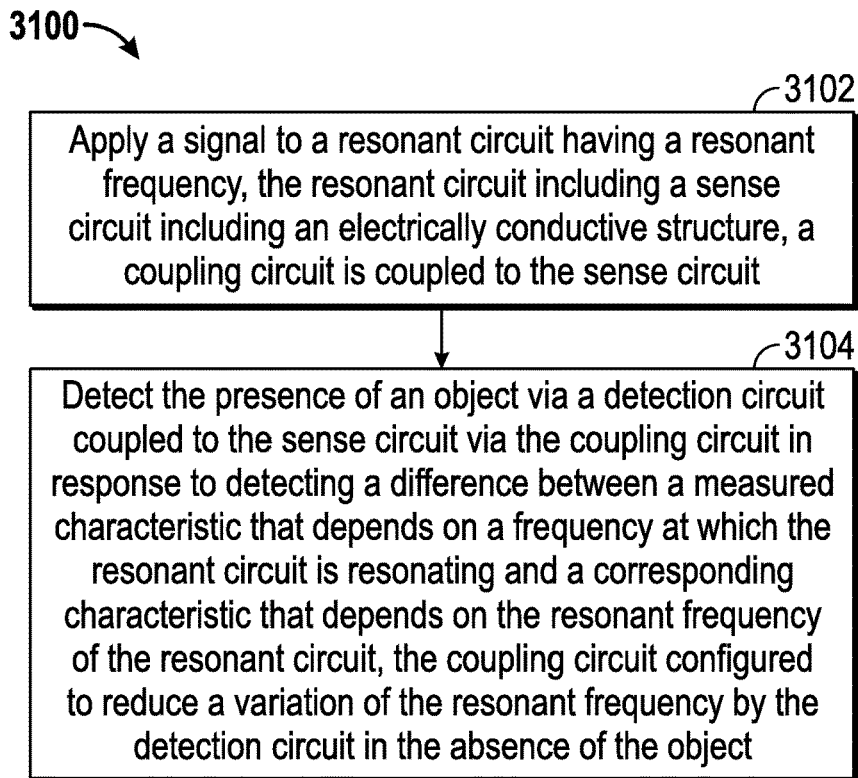 3100
3102
Apply a signal to a resonant circuit having a resonant
frequency, the resonant circuit including a sense
circuit including an electrically conductive structure, a
coupling circuit is coupled to the sense circuit
3104
Detect the presence of an object via a detection circuit
coupled to the sense circuit via the coupling circuit in
response to detecting a difference between a measured
characteristic that depends on a frequency at which the
resonant circuit is resonating and a corresponding
characteristic that depends on the resonant frequency
of the resonant circuit, the coupling circuit configured
to reduce a variation of the resonant frequency by the
detection circuit in the absence of the object